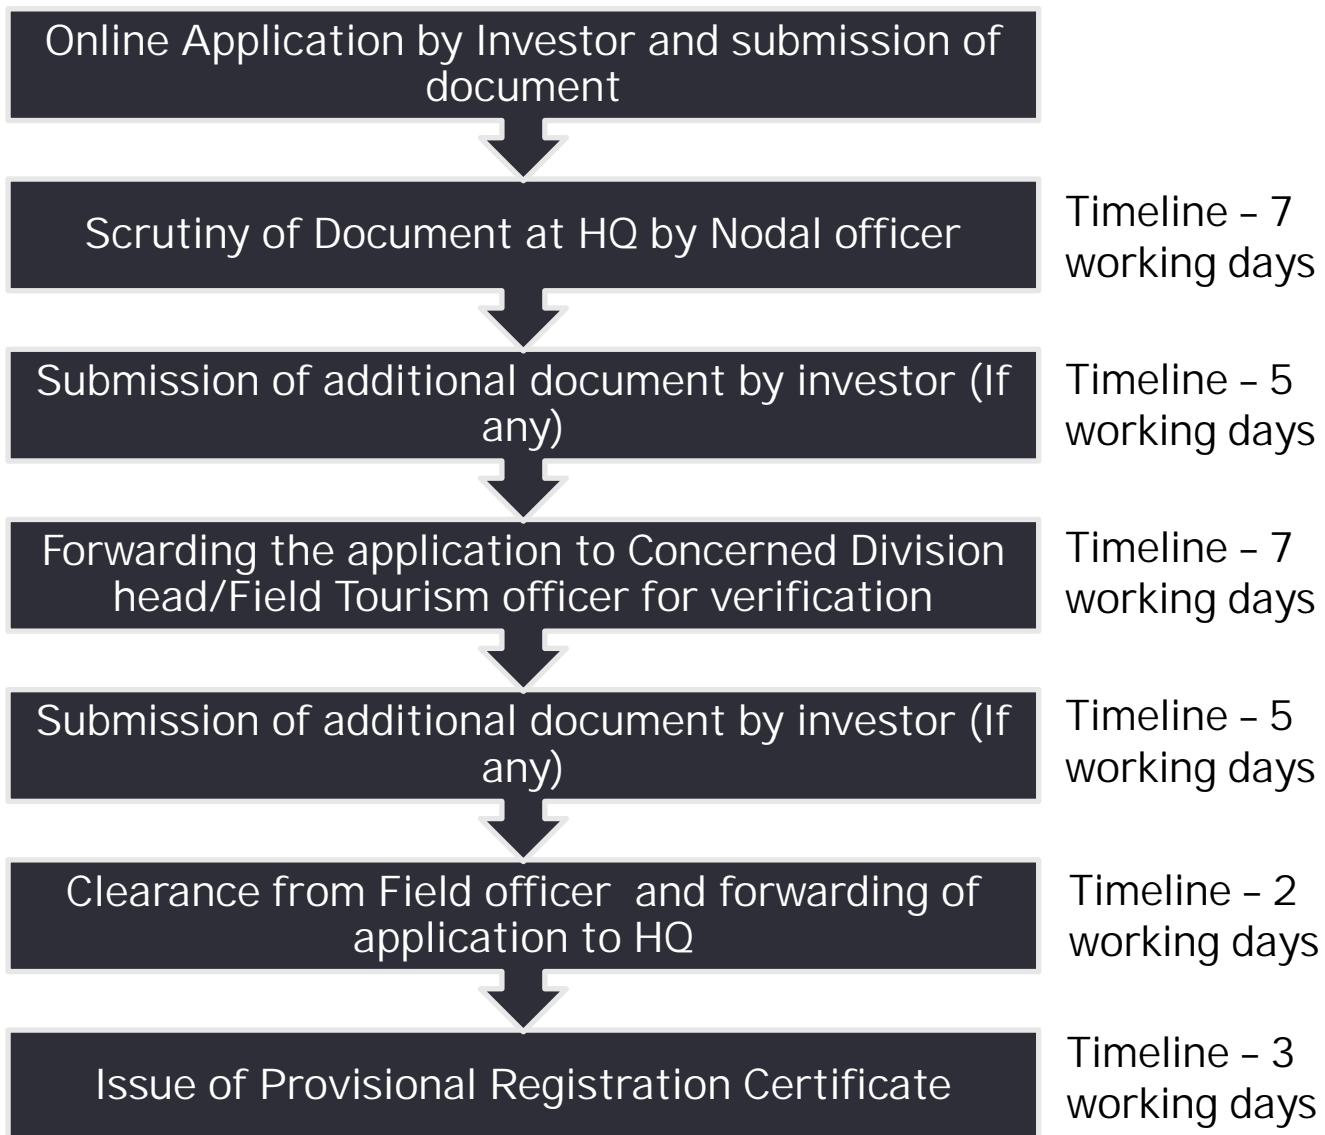 Online Application by Investor and submission of
document
Scrutiny of Document at HQ by Nodal officer
Timeline – 7
working days
Submission of additional document by investor (If
any)
Timeline – 5
working days
Forwarding the application to Concerned Division
head/Field Tourism officer for verification
Timeline – 7
working days
Submission of additional document by investor (If
any)
Timeline – 5
working days
Clearance from Field officer  and forwarding of
application to HQ
Timeline – 2
working days
Issue of Provisional Registration Certificate
Timeline – 3
working days